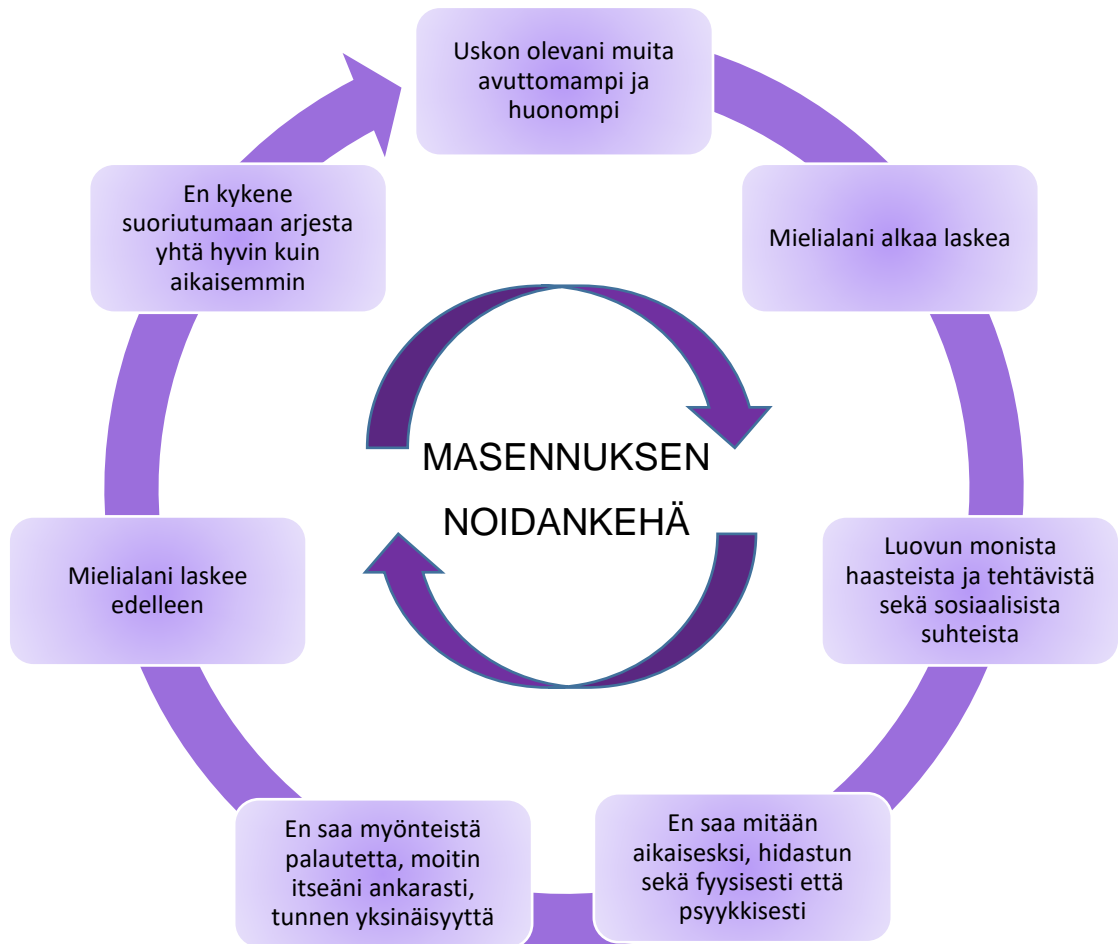 Uskon olevani muita
avuttomampi ja
huonompi
Mielialani alkaa laskea
Luovun monista
haasteista ja tehtävistä
sekä sosiaalisista
suhteista
En saa mitään
aikaisesksi, hidastun
sekä fyysisesti että
psyykkisesti
En saa myönteistä
palautetta, moitin
itseäni ankarasti,
tunnen yksinäisyyttä
Mielialani laskee
edelleen
En kykene
suoriutumaan arjesta
yhtä hyvin kuin
aikaisemmin
MASENNUKSEN
NOIDANKEHÄ